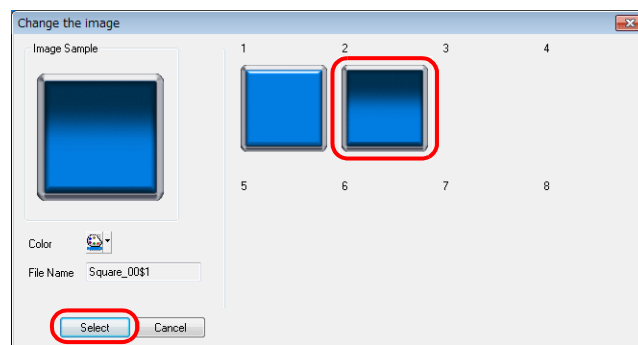 Change the image
Image Sample
1 2 3 4
5 6 7 8
Color
File Name Square_00$1
Select Cancel